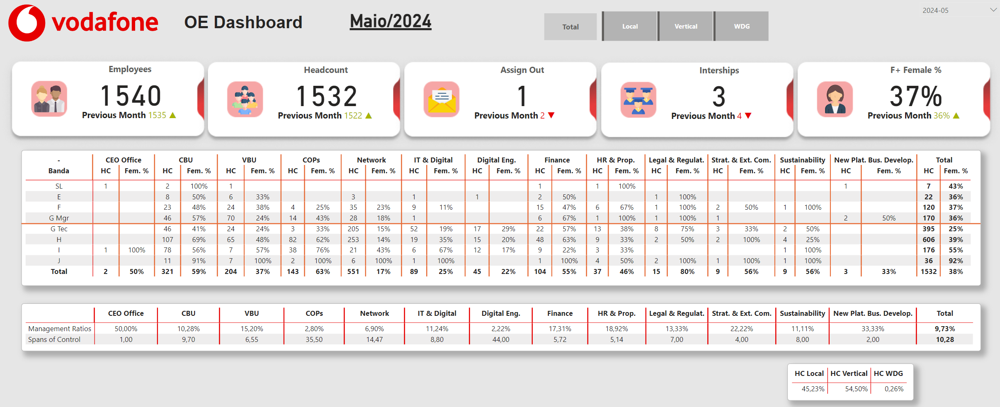 vodafone OE Dashboard Maio/2024 Total Local Vertical WDG 2024-05
Employees Headcount Assign Out Interships F+ Female %
1540 1532 1 3 37%
Previous Month 1535 ▲ Previous Month 1522 ▲ Previous Month 2 ▼ Previous Month 4 ▼ Previous Month 36% ▲
- CEO Office CBU VBU COPs Network IT & Digital Digital Eng. Finance HR & Prop. Legal & Regulat. Strat. & Ext. Com. Sustainability New Plat. Bus. Develop. Total
Banda HC Fem. % HC Fem. % HC Fem. % HC Fem. % HC Fem. % HC Fem. % HC Fem. % HC Fem. % HC Fem. % HC Fem. % HC Fem. % HC Fem. % HC Fem. % HC Fem. %
SL 1 2 100% 1 1 1 100% 1 7 43%
E 8 50% 6 33% 3 1 1 2 50% 1 100% 22 36%
F 23 48% 24 38% 4 25% 35 23% 9 11% 15 47% 6 67% 1 100% 2 50% 1 100% 120 37%
G Mgr 46 57% 70 24% 14 43% 28 18% 1 6 67% 1 100% 1 100% 1 2 50% 170 36%
G Tec 46 41% 24 24% 3 33% 205 15% 52 19% 17 29% 22 57% 13 38% 8 75% 3 33% 2 50% 395 25%
H 107 69% 65 48% 82 62% 253 14% 19 35% 15 20% 48 63% 9 33% 2 50% 2 100% 4 25% 606 39%
I 1 100% 78 56% 7 57% 38 76% 21 43% 6 67% 12 17% 9 22% 3 33% 1 100% 176 55%
J 11 91% 7 100% 2 100% 6 100% 1 100% 1 100% 4 50% 2 100% 1 100% 1 100% 36 92%
Total 2 50% 321 59% 204 37% 143 63% 551 17% 89 25% 45 22% 104 55% 37 46% 15 80% 9 56% 9 56% 3 33% 1532 38%
CEO Office CBU VBU COPs Network IT & Digital Digital Eng. Finance HR & Prop. Legal & Regulat. Strat. & Ext. Com. Sustainability New Plat. Bus. Develop. Total
Management Ratios 50,00% 10,28% 15,20% 2,80% 6,90% 11,24% 2,22% 17,31% 18,92% 13,33% 22,22% 11,11% 33,33% 9,73%
Spans of Control 1,00 9,70 6,55 35,50 14,47 8,80 44,00 5,72 5,14 7,00 4,00 8,00 2,00 10,28
HC Local HC Vertical HC WDG
45,23% 54,50% 0,26%